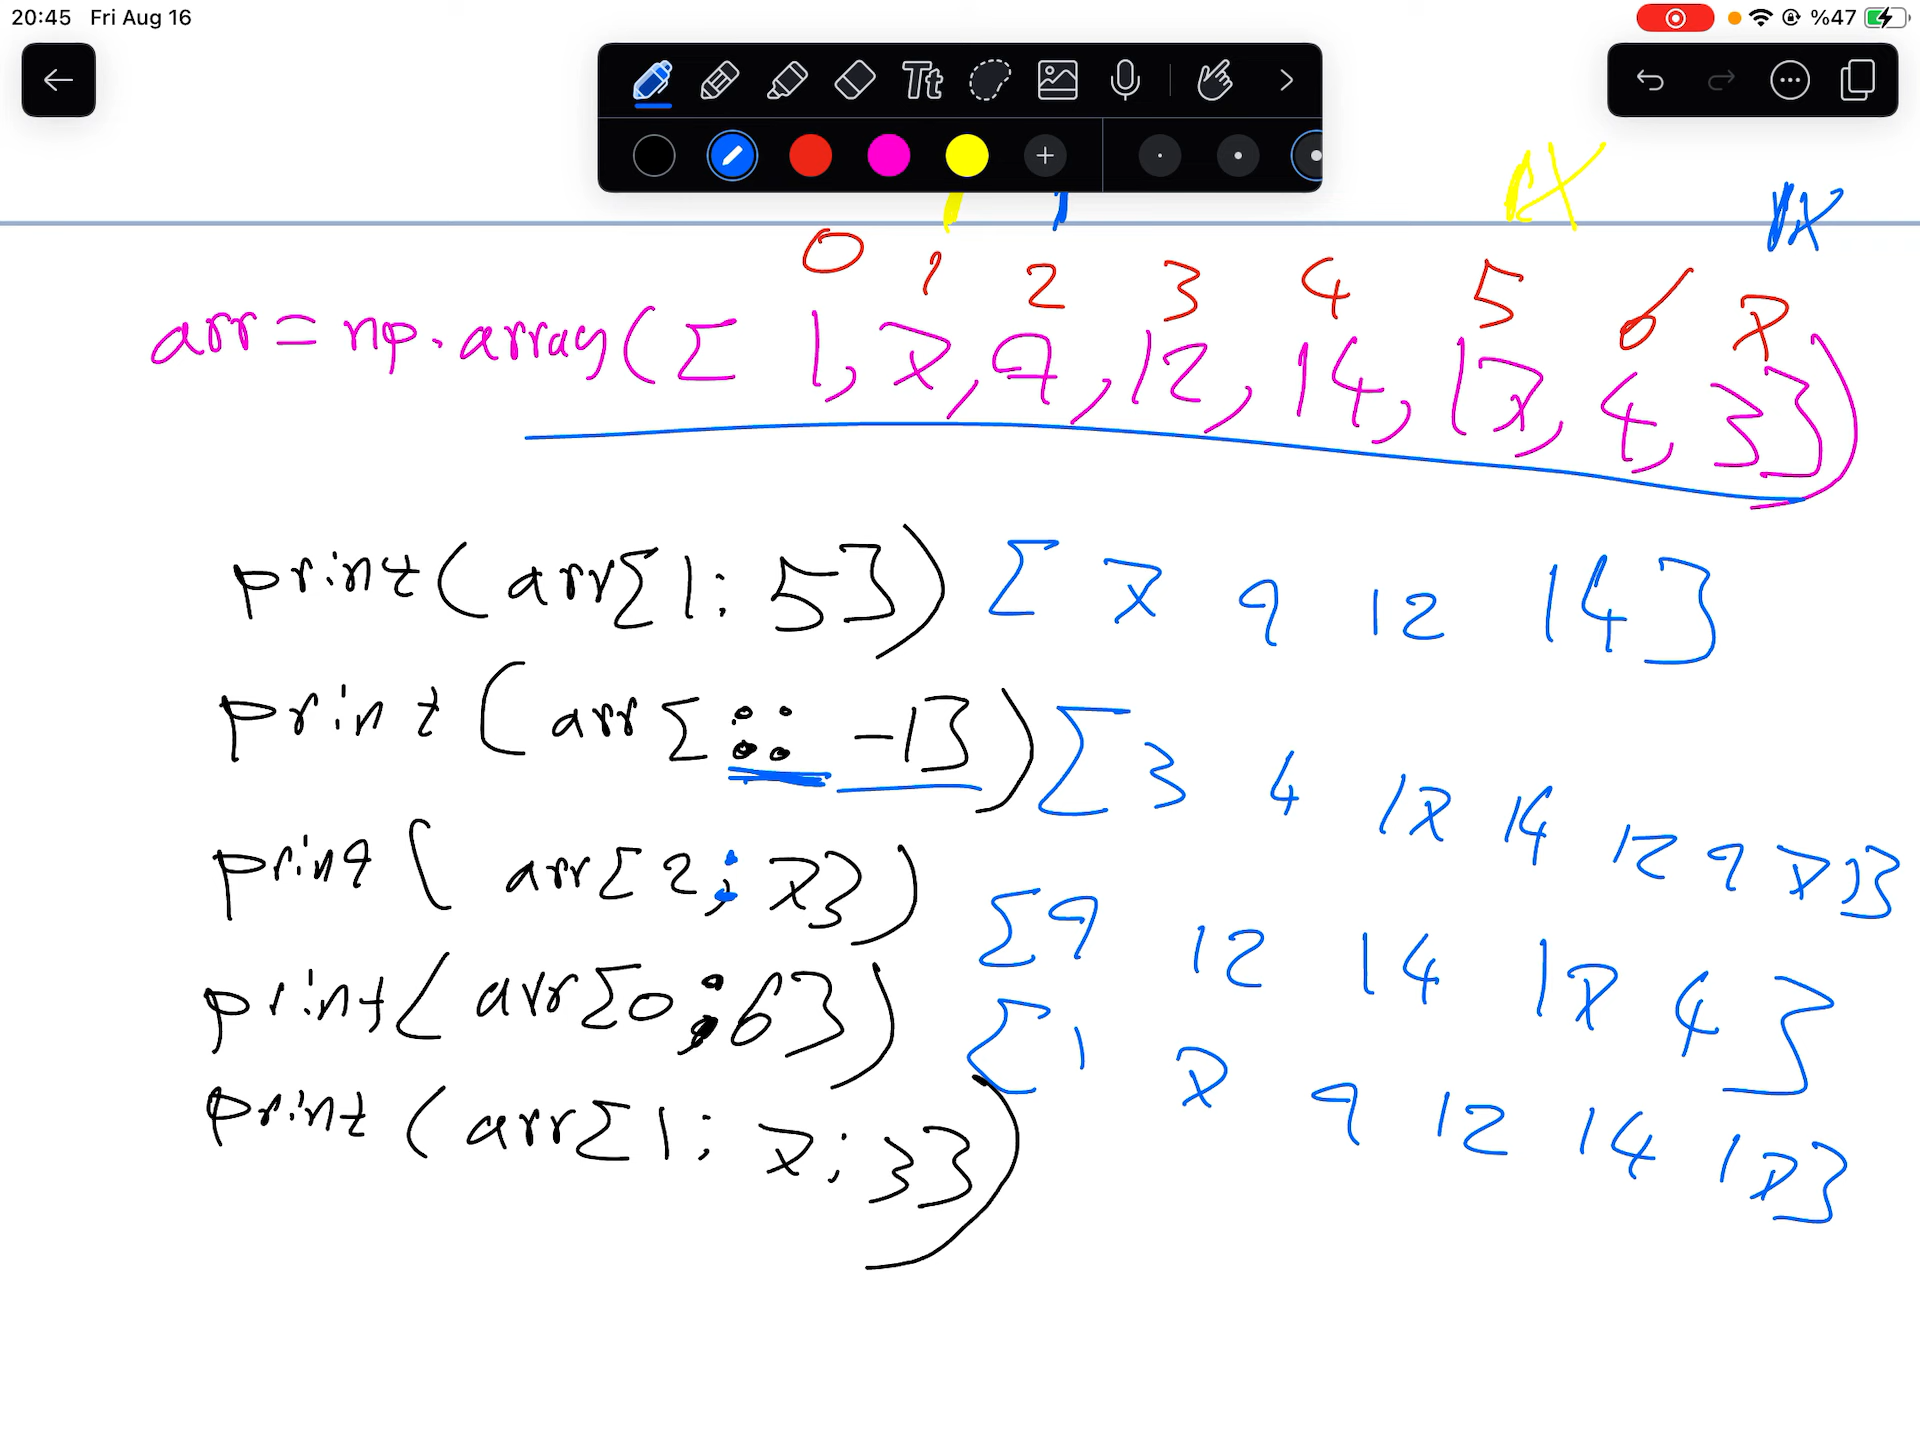 20:45 Fri Aug 16 %47
Tt
0 1 2 3 4 5 6 7
arr = np.array([ 1, 7, 9, 12, 14, 17, 4, 3])
print(arr[1:5]) [ 7 9 12 14]
print(arr[:: -1]) [3 4 17 14 12 9 7 1]
print( arr[2:7]) [9 12 14 17 4]
print( arr[0:6]) [1 7 9 12 14 17]
print(arr[1:7:3])